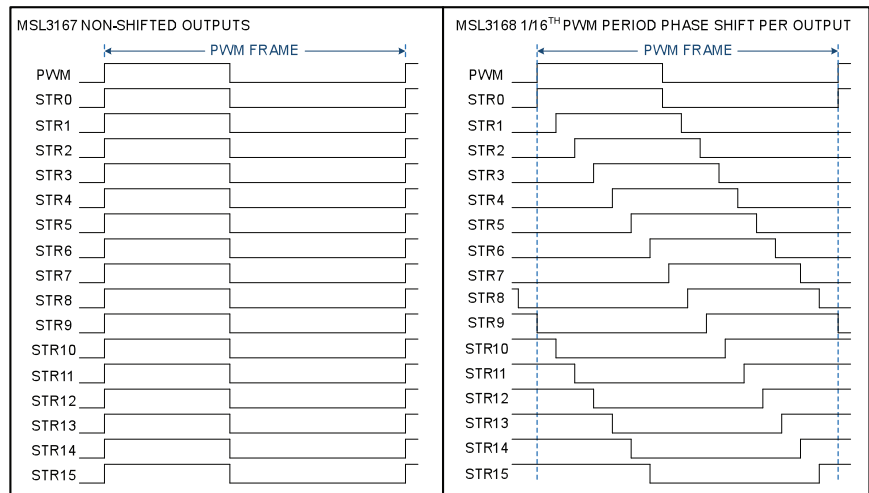 MSL3167 NON-SHIFTED OUTPUTS
PWM FRAME
PWM
STR0
STR1
STR2
STR3
STR4
STR5
STR6
STR7
STR8
STR9
STR10
STR11
STR12
STR13
STR14
STR15
MSL3168 1/16TH PWM PERIOD PHASE SHIFT PER OUTPUT
PWM FRAME
PWM
STR0
STR1
STR2
STR3
STR4
STR5
STR6
STR7
STR8
STR9
STR10
STR11
STR12
STR13
STR14
STR15